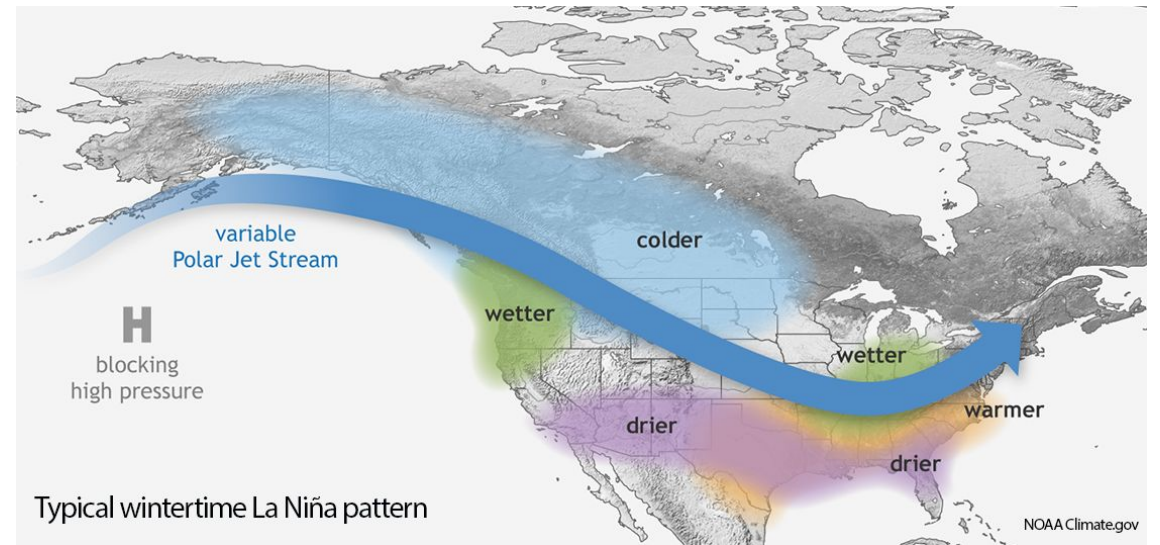 variable
Polar Jet Stream
colder
H
blocking
high pressure
wetter
wetter
warmer
drier
drier
Typical wintertime La Niña pattern
NOAA Climate.gov